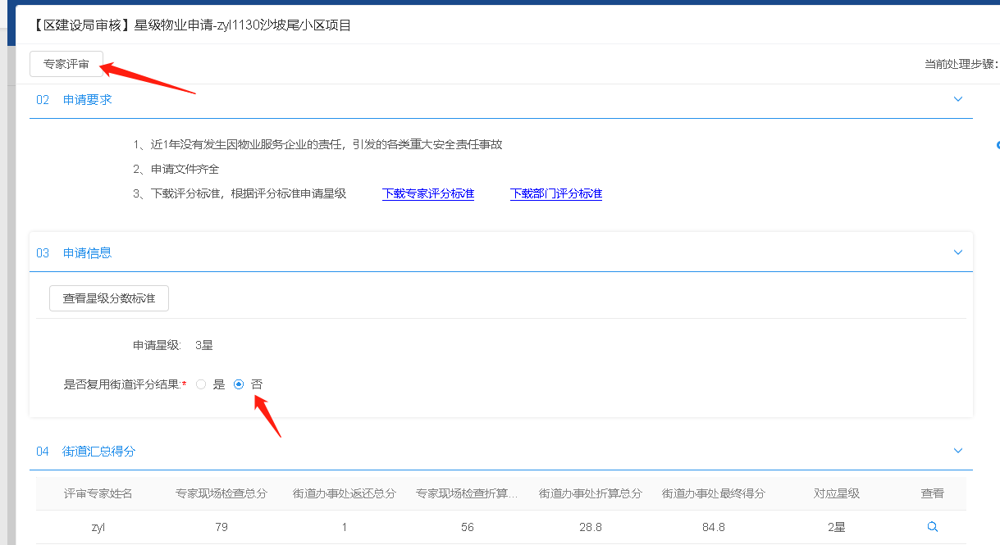 【区建设局审核】星级物业申请-zyl1130沙坡尾小区项目
专家评审
当前处理步骤:
02 申请要求
1、近1年没有发生因物业服务企业的责任，引发的各类重大安全责任事故
2、申请文件齐全
3、下载评分标准，根据评分标准申请星级 下载专家评分标准 下载部门评分标准
03 申请信息
查看星级分数标准
申请星级: 3星
是否复用街道评分结果:* 是 否
04 街道汇总得分
评审专家姓名 专家现场检查总分 街道办事处返还总分 专家现场检查折算... 街道办事处折算总分 街道办事处最终得分 对应星级 查看
zyl 79 1 56 28.8 84.8 2星